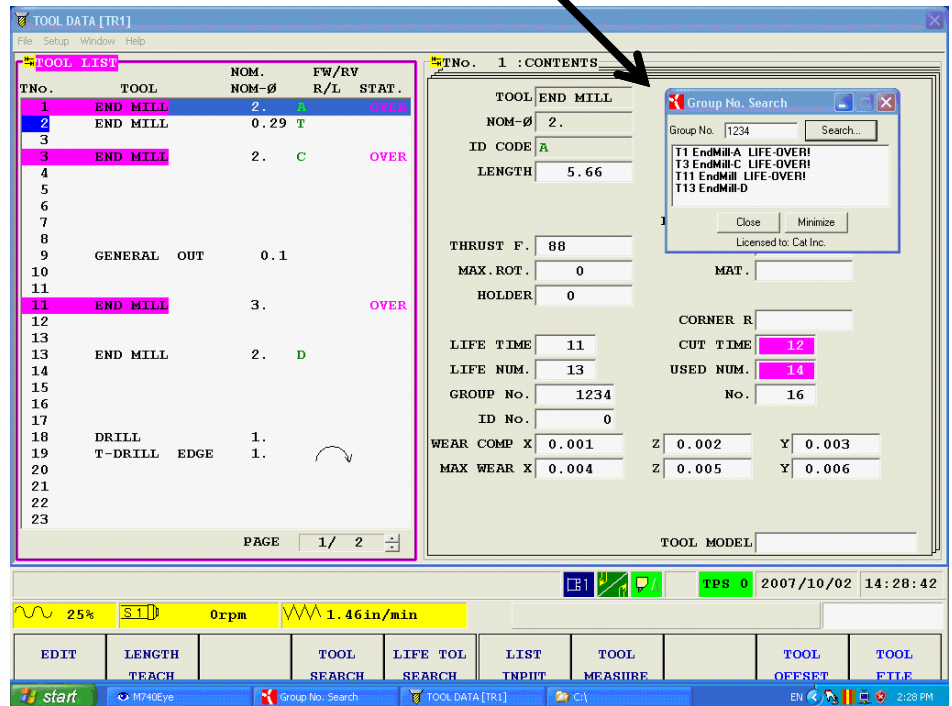 TOOL DATA [TR1]
File Setup Window Help
TOOL LIST
NOM. FW/RV
TNo. TOOL NOM-Ø R/L STAT.
1 END MILL 2. A OVER
2 END MILL 0.29 T
3
3 END MILL 2. C OVER
4
5
6
7
8
9 GENERAL OUT 0.1
10
11
11 END MILL 3. OVER
12
13
13 END MILL 2. D
14
15
16
17
18 DRILL 1.
19 T-DRILL EDGE 1.
20
21
22
23
PAGE 1/ 2
TNo. 1 :CONTENTS
TOOL END MILL
NOM-Ø 2.
ID CODE A
LENGTH 5.66
THRUST F. 88
MAX.ROT. 0 MAT.
HOLDER 0
CORNER R
LIFE TIME 11 CUT TIME 12
LIFE NUM. 13 USED NUM. 14
GROUP No. 1234 No. 16
ID No. 0
WEAR COMP X 0.001 Z 0.002 Y 0.003
MAX WEAR X 0.004 Z 0.005 Y 0.006
TOOL MODEL
Group No. Search
Group No. 1234 Search...
T1 EndMill-A LIFE-OVER!
T3 EndMill-C LIFE-OVER!
T11 EndMill LIFE-OVER!
T13 EndMill-D
Close Minimize
Licensed to: Cat Inc.
1 TPS 0 2007/10/02 14:28:42
25% S 1 0rpm 1.46in/min
EDIT LENGTH TEACH TOOL SEARCH LIFE TOL SEARCH LIST INPUT TOOL MEASURE TOOL OFFSET TOOL FILE
start M740Eye Group No. Search TOOL DATA [TR1] C:\ EN 2:28 PM